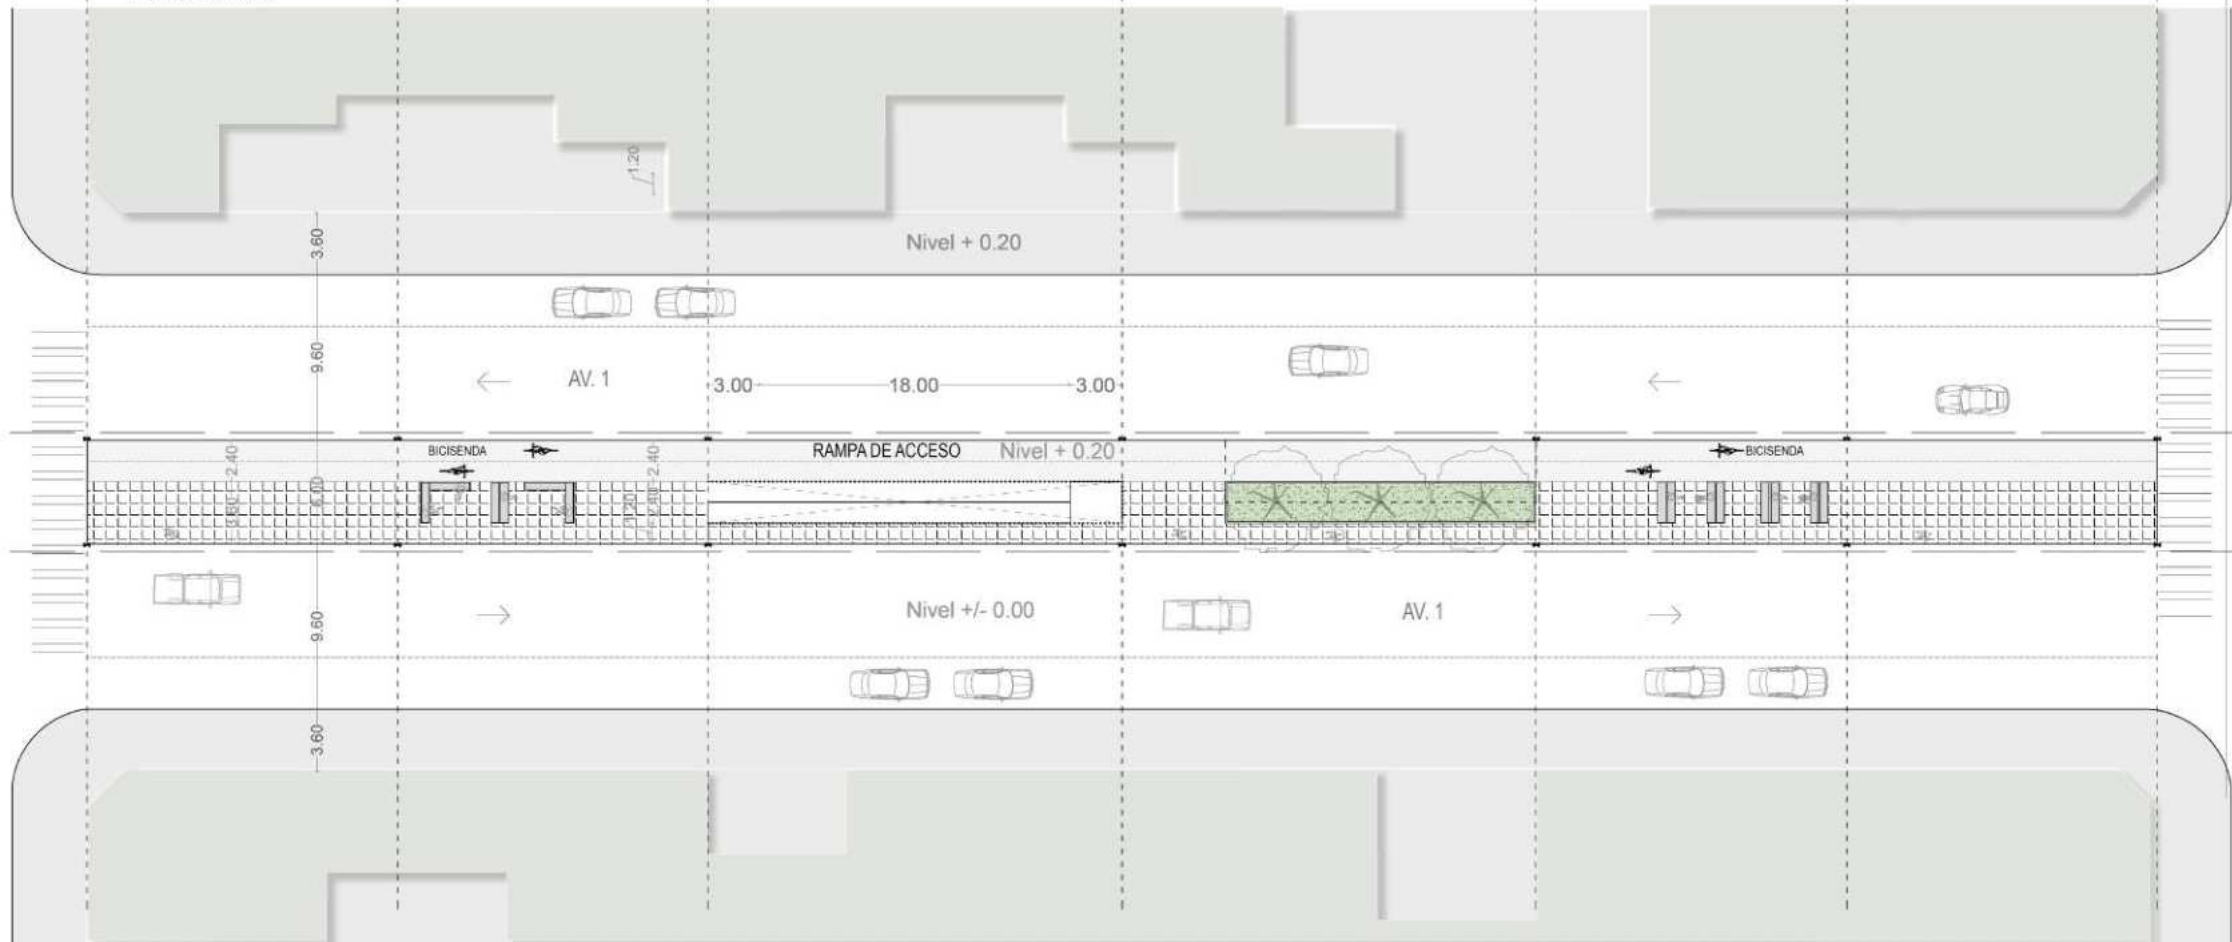 1.20
3.60
Nivel + 0.20
9.60
AV. 1
3.00
18.00
3.00
2.40
BICISENDA
2.40
RAMPA DE ACCESO
Nivel + 0.20
BICISENDA
3.60
6.00
1.20
2.40
9.60
Nivel +/- 0.00
AV. 1
3.60